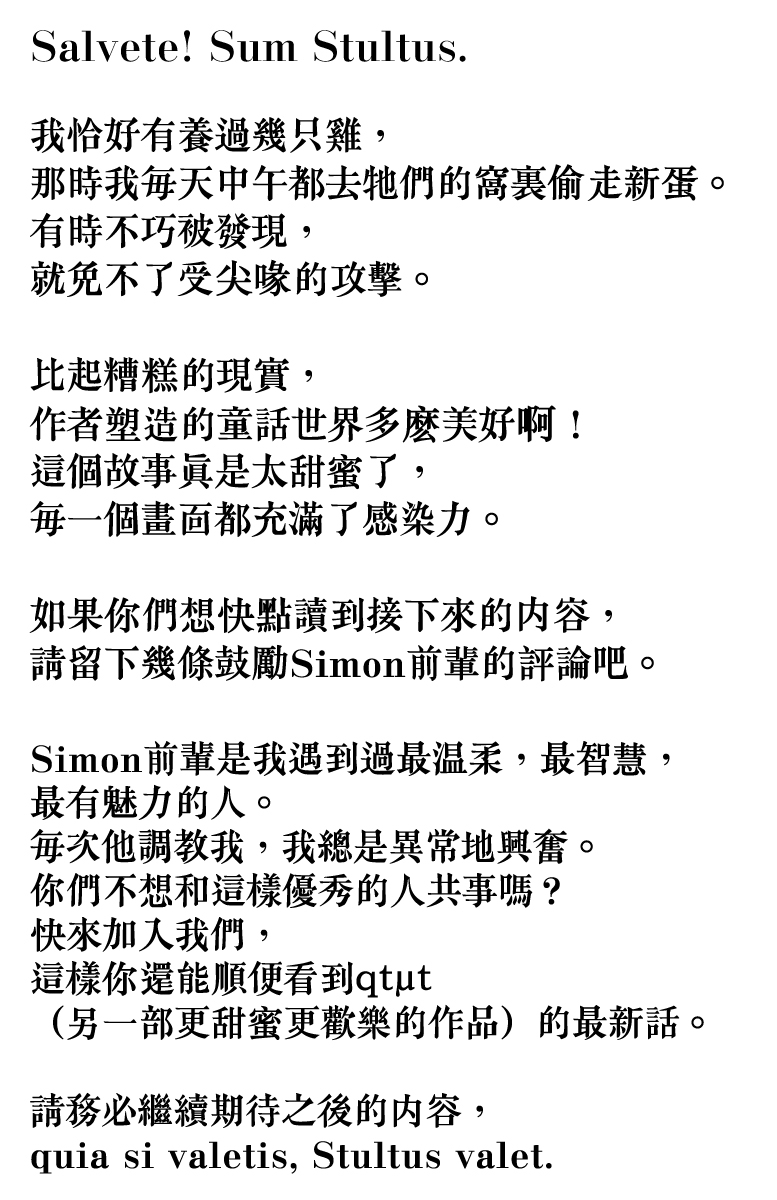 Salvete! Sum Stultus.
我恰好有養過幾只雞，
那時我每天中午都去牠們的窩裏偷走新蛋。
有時不巧被發現，
就免不了受尖喙的攻擊。
比起糟糕的現實，
作者塑造的童話世界多麼美好啊！
這個故事眞是太甜蜜了，
每一個畫面都充滿了感染力。
如果你們想快點讀到接下來的内容，
請留下幾條鼓勵Simon前輩的評論吧。
Simon前輩是我遇到過最温柔，最智慧，
最有魅力的人。
每次他調教我，我總是異常地興奮。
你們不想和這樣優秀的人共事嗎？
快來加入我們，
這樣你還能順便看到qtμt
（另一部更甜蜜更歡樂的作品）的最新話。
請務必繼續期待之後的内容，
quia si valetis, Stultus valet.